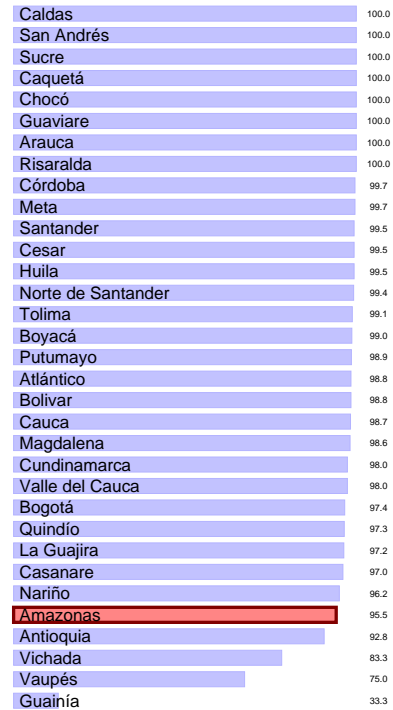 Caldas 100.0
San Andrés 100.0
Sucre 100.0
Caquetá 100.0
Chocó 100.0
Guaviare 100.0
Arauca 100.0
Risaralda 100.0
Córdoba 99.7
Meta 99.7
Santander 99.5
Cesar 99.5
Huila 99.5
Norte de Santander 99.4
Tolima 99.1
Boyacá 99.0
Putumayo 98.9
Atlántico 98.8
Bolivar 98.8
Cauca 98.7
Magdalena 98.6
Cundinamarca 98.0
Valle del Cauca 98.0
Bogotá 97.4
Quindío 97.3
La Guajira 97.2
Casanare 97.0
Nariño 96.2
Amazonas 95.5
Antioquia 92.8
Vichada 83.3
Vaupés 75.0
Guainía 33.3